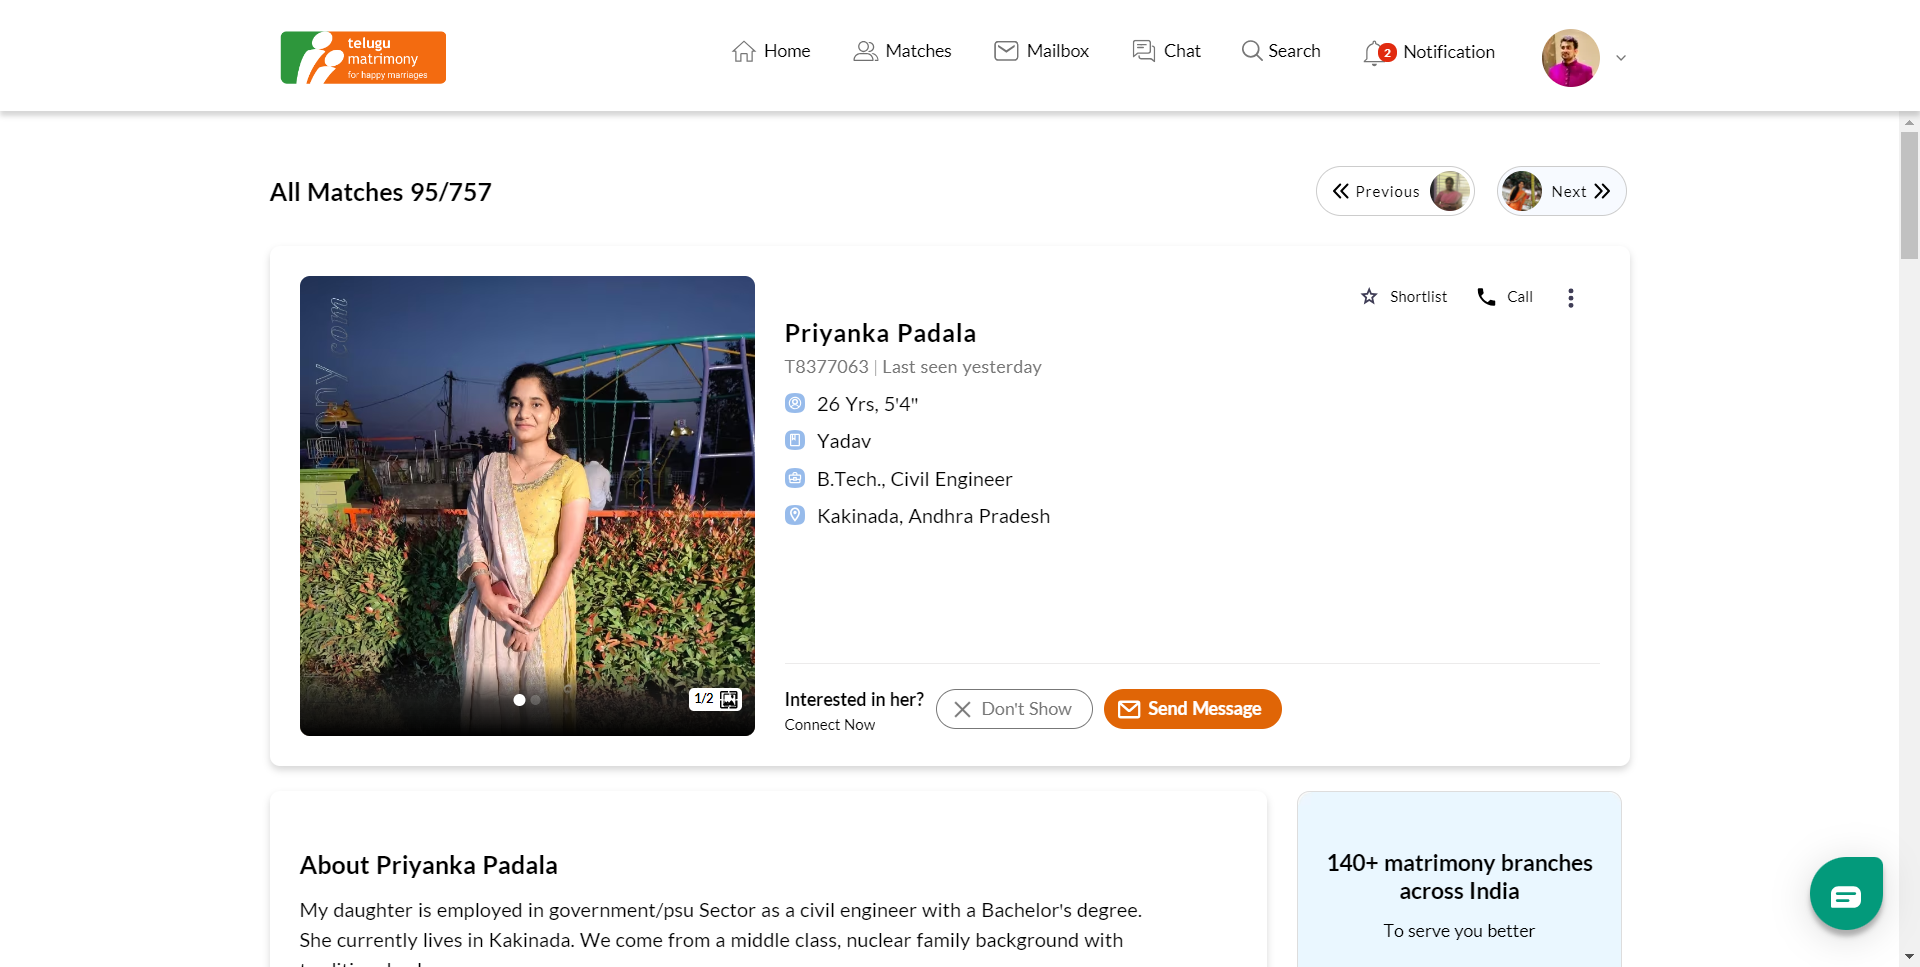 telugu
matrimony
for happy marriages
Home
Matches
Mailbox
Chat
Search
2
Notification
All Matches 95/757
Previous
Next
Shortlist
Call
Priyanka Padala
T8377063 | Last seen yesterday
26 Yrs, 5'4"
Yadav
B.Tech., Civil Engineer
Kakinada, Andhra Pradesh
com
1/2
Interested in her?
Connect Now
Don't Show
Send Message
About Priyanka Padala
My daughter is employed in government/psu Sector as a civil engineer with a Bachelor's degree.
She currently lives in Kakinada. We come from a middle class, nuclear family background with
140+ matrimony branches
across India
To serve you better